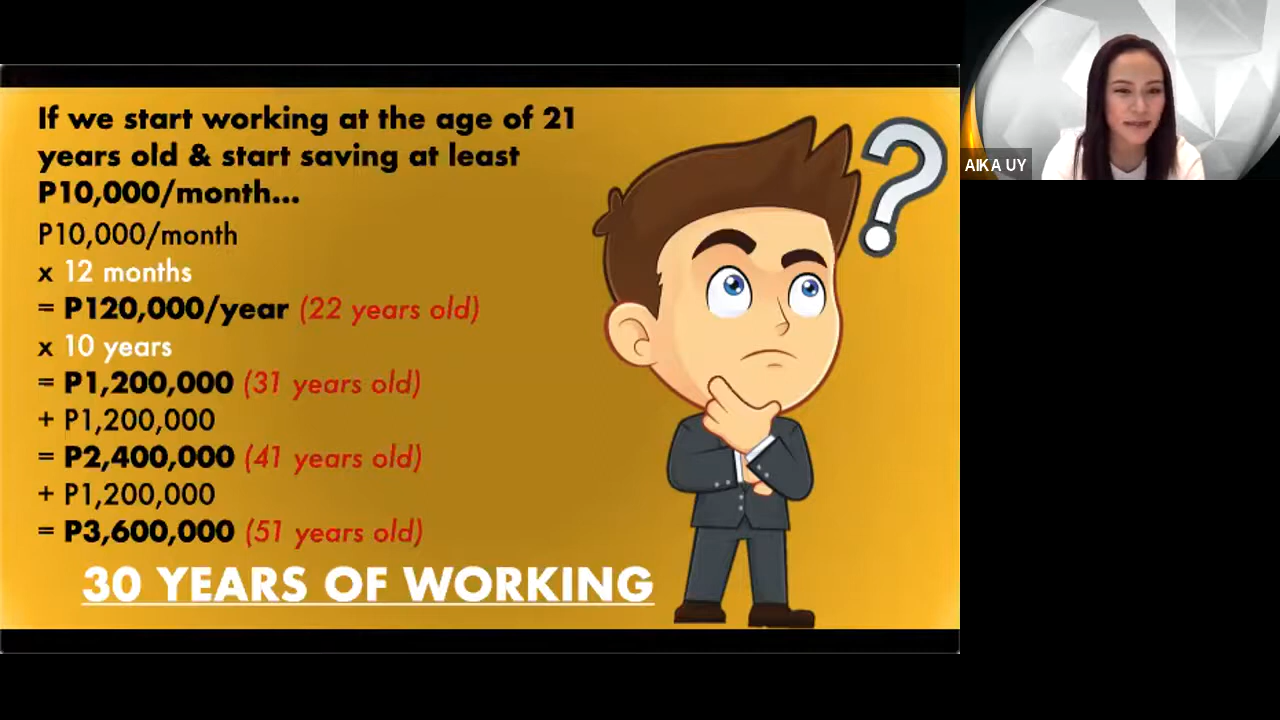 If we start working at the age of 21
years old & start saving at least
P10,000/month...
P10,000/month
x 12 months
= P120,000/year (22 years old)
x 10 years
= P1,200,000 (31 years old)
+ P1,200,000
= P2,400,000 (41 years old)
+ P1,200,000
= P3,600,000 (51 years old)
30 YEARS OF WORKING
?
AIKA UY